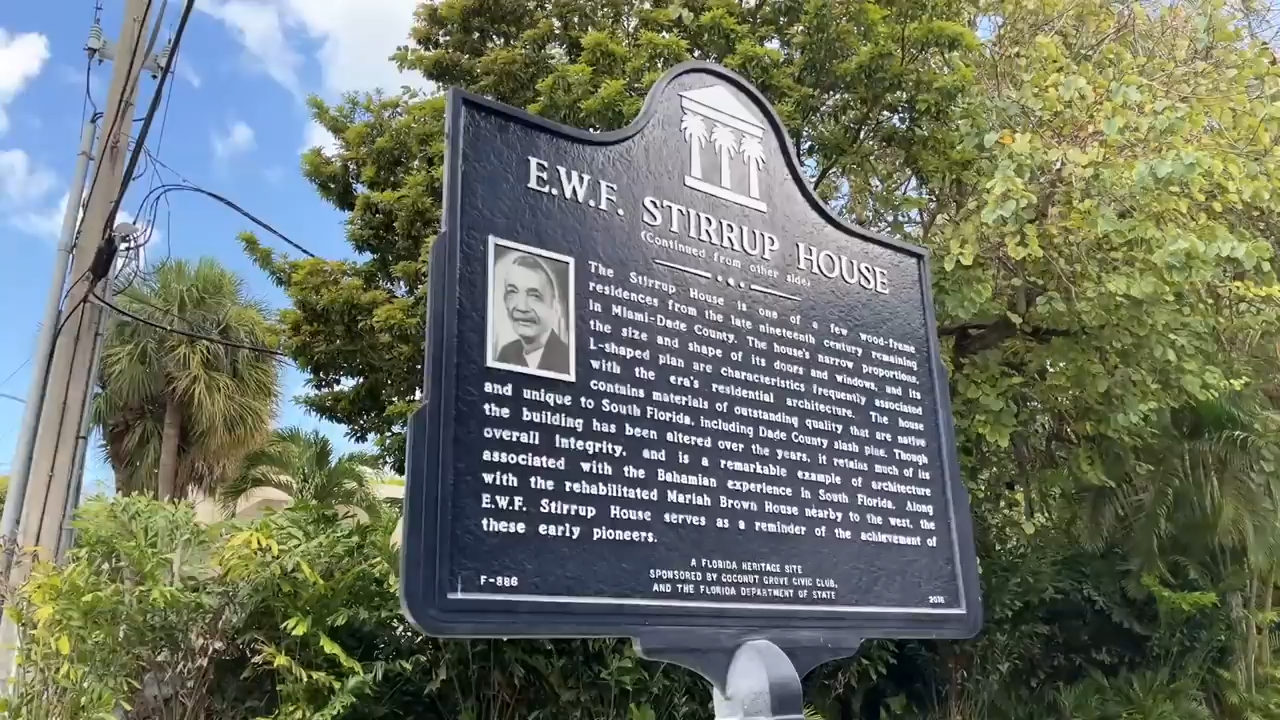 E.W.F. STIRRUP HOUSE
(Continued from other side)
The Stirrup House is one of a few wood-frame
residences from the late nineteenth century remaining
in Miami-Dade County. The house's narrow proportions,
the size and shape of its doors and windows, and its
L-shaped plan are characteristics frequently associated
with the era's residential architecture. The house
contains materials of outstanding quality that are native
and unique to South Florida, including Dade County slash pine. Though
the building has been altered over the years, it retains much of its
overall integrity, and is a remarkable example of architecture
associated with the Bahamian experience in South Florida. Along
with the rehabilitated Mariah Brown House nearby to the west, the
E.W.F. Stirrup House serves as a reminder of the achievement of
these early pioneers.
A FLORIDA HERITAGE SITE
SPONSORED BY COCONUT GROVE CIVIC CLUB,
AND THE FLORIDA DEPARTMENT OF STATE
F-886